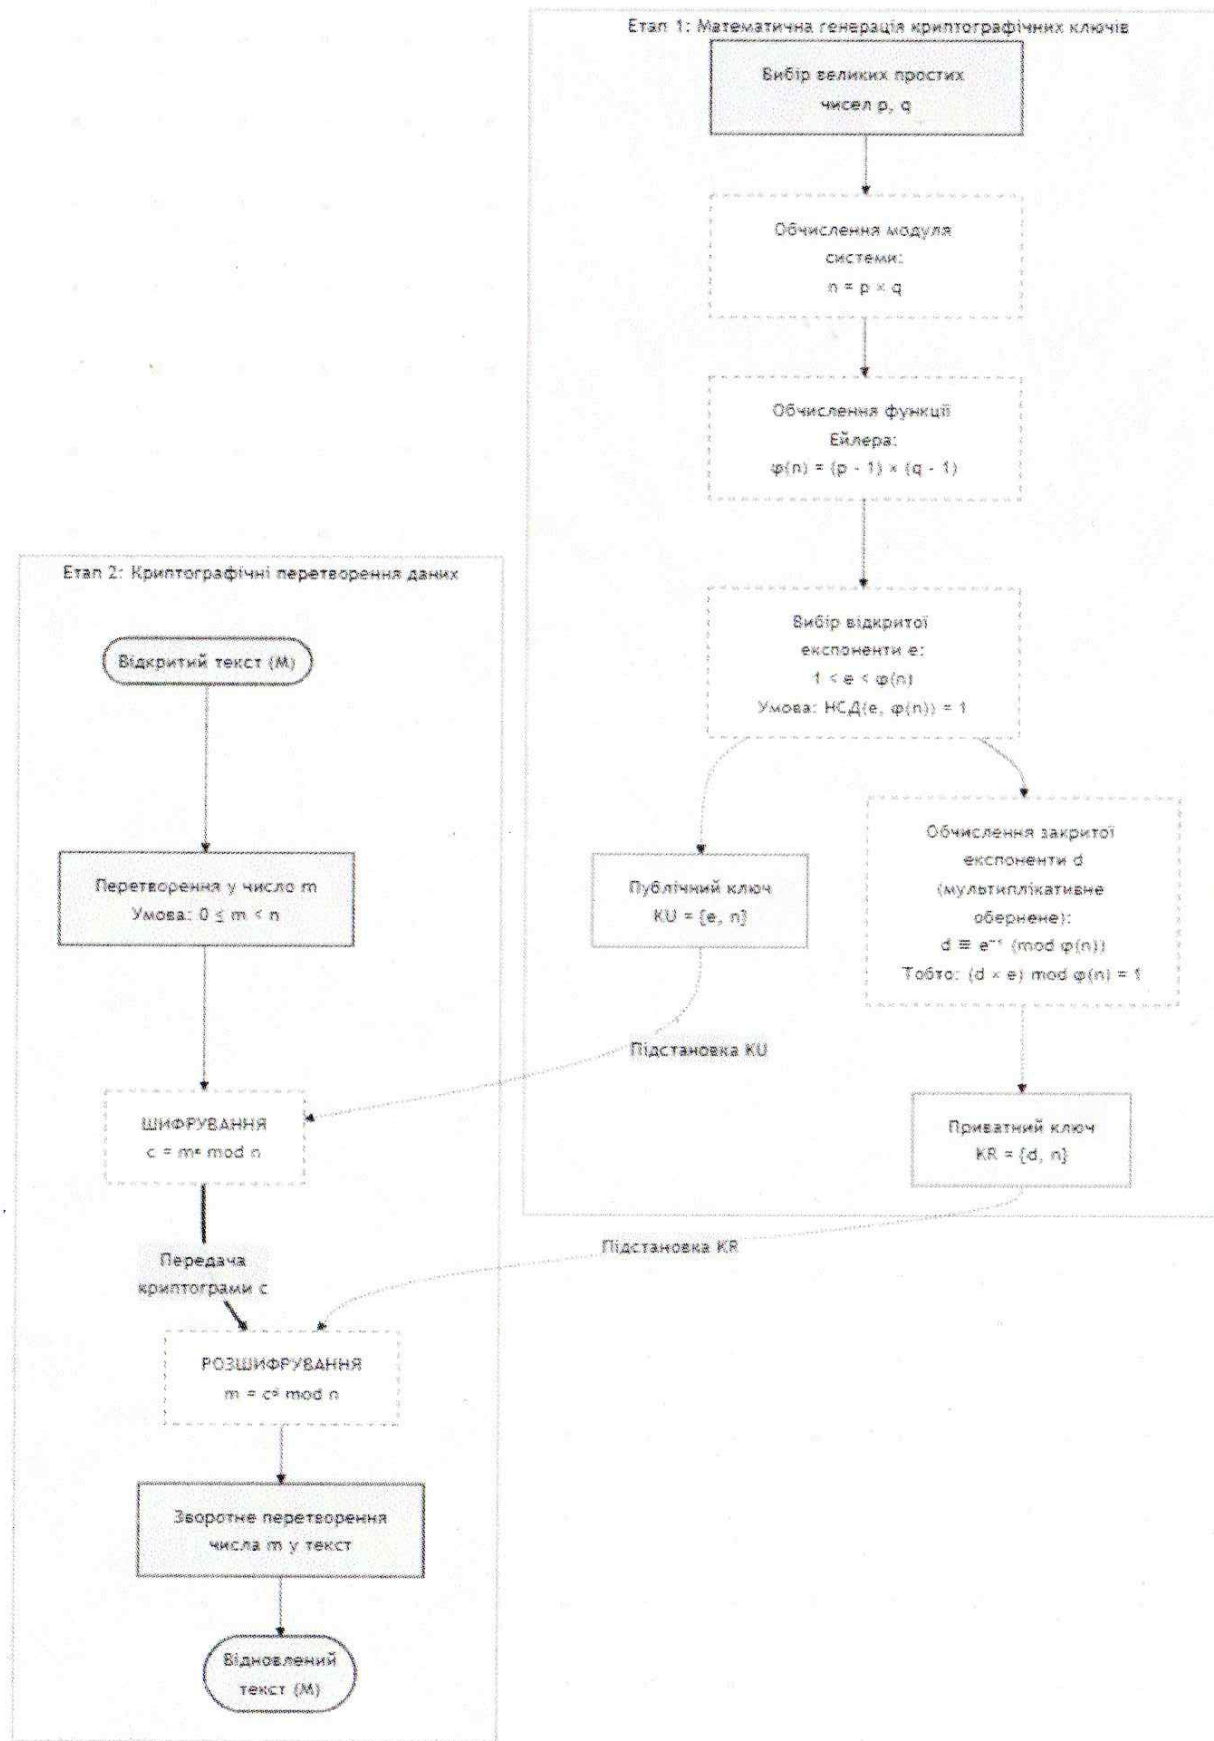 Етап 1: Математична генерація криптографічних ключів
Вибір великих простих
чисел p, q
Обчислення модуля
системи:
n = p × q
Обчислення функції
Ейлера:
φ(n) = (p - 1) × (q - 1)
Вибір відкритої
експоненти e:
1 < e < φ(n)
Умова: НСД(e, φ(n)) = 1
Публічний ключ
KU = {e, n}
Обчислення закритої
експоненти d
(мультиплікативне
обернене):
d ≡ e⁻¹ (mod φ(n))
Тобто: (d × e) mod φ(n) = 1
Підстановка KU
Приватний ключ
KR = {d, n}
Підстановка KR
Етап 2: Криптографічні перетворення даних
Відкритий текст (M)
Перетворення у число m
Умова: 0 ≤ m < n
ШИФРУВАННЯ
c = mᵉ mod n
Передача
криптограми c
РОЗШИФРУВАННЯ
m = cᵈ mod n
Зворотне перетворення
числа m у текст
Відновлений
текст (M)